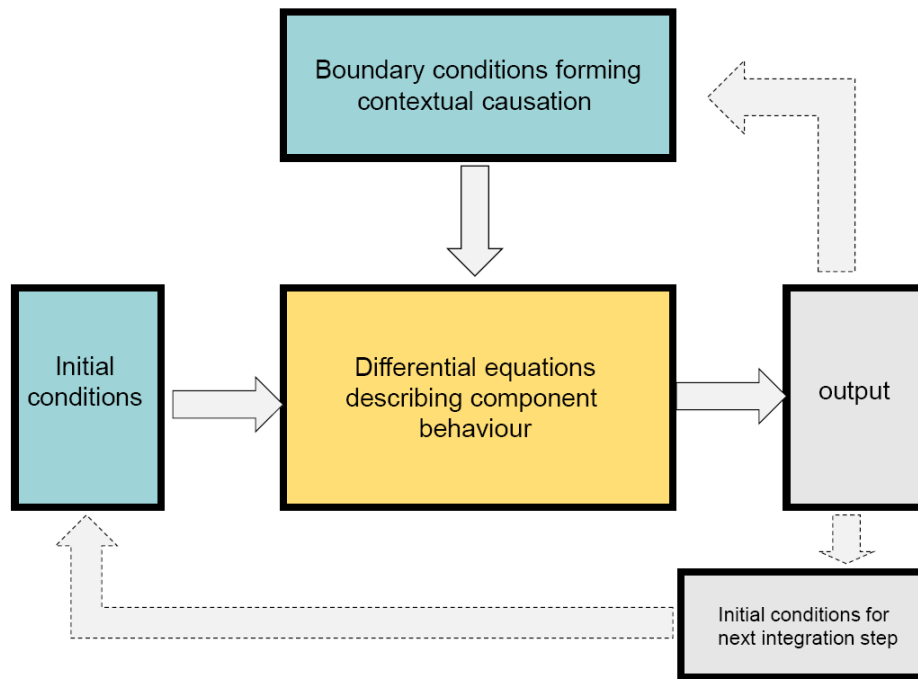 Boundary conditions forming
contextual causation
Initial
conditions
Differential equations
describing component
behaviour
output
Initial conditions for
next integration step